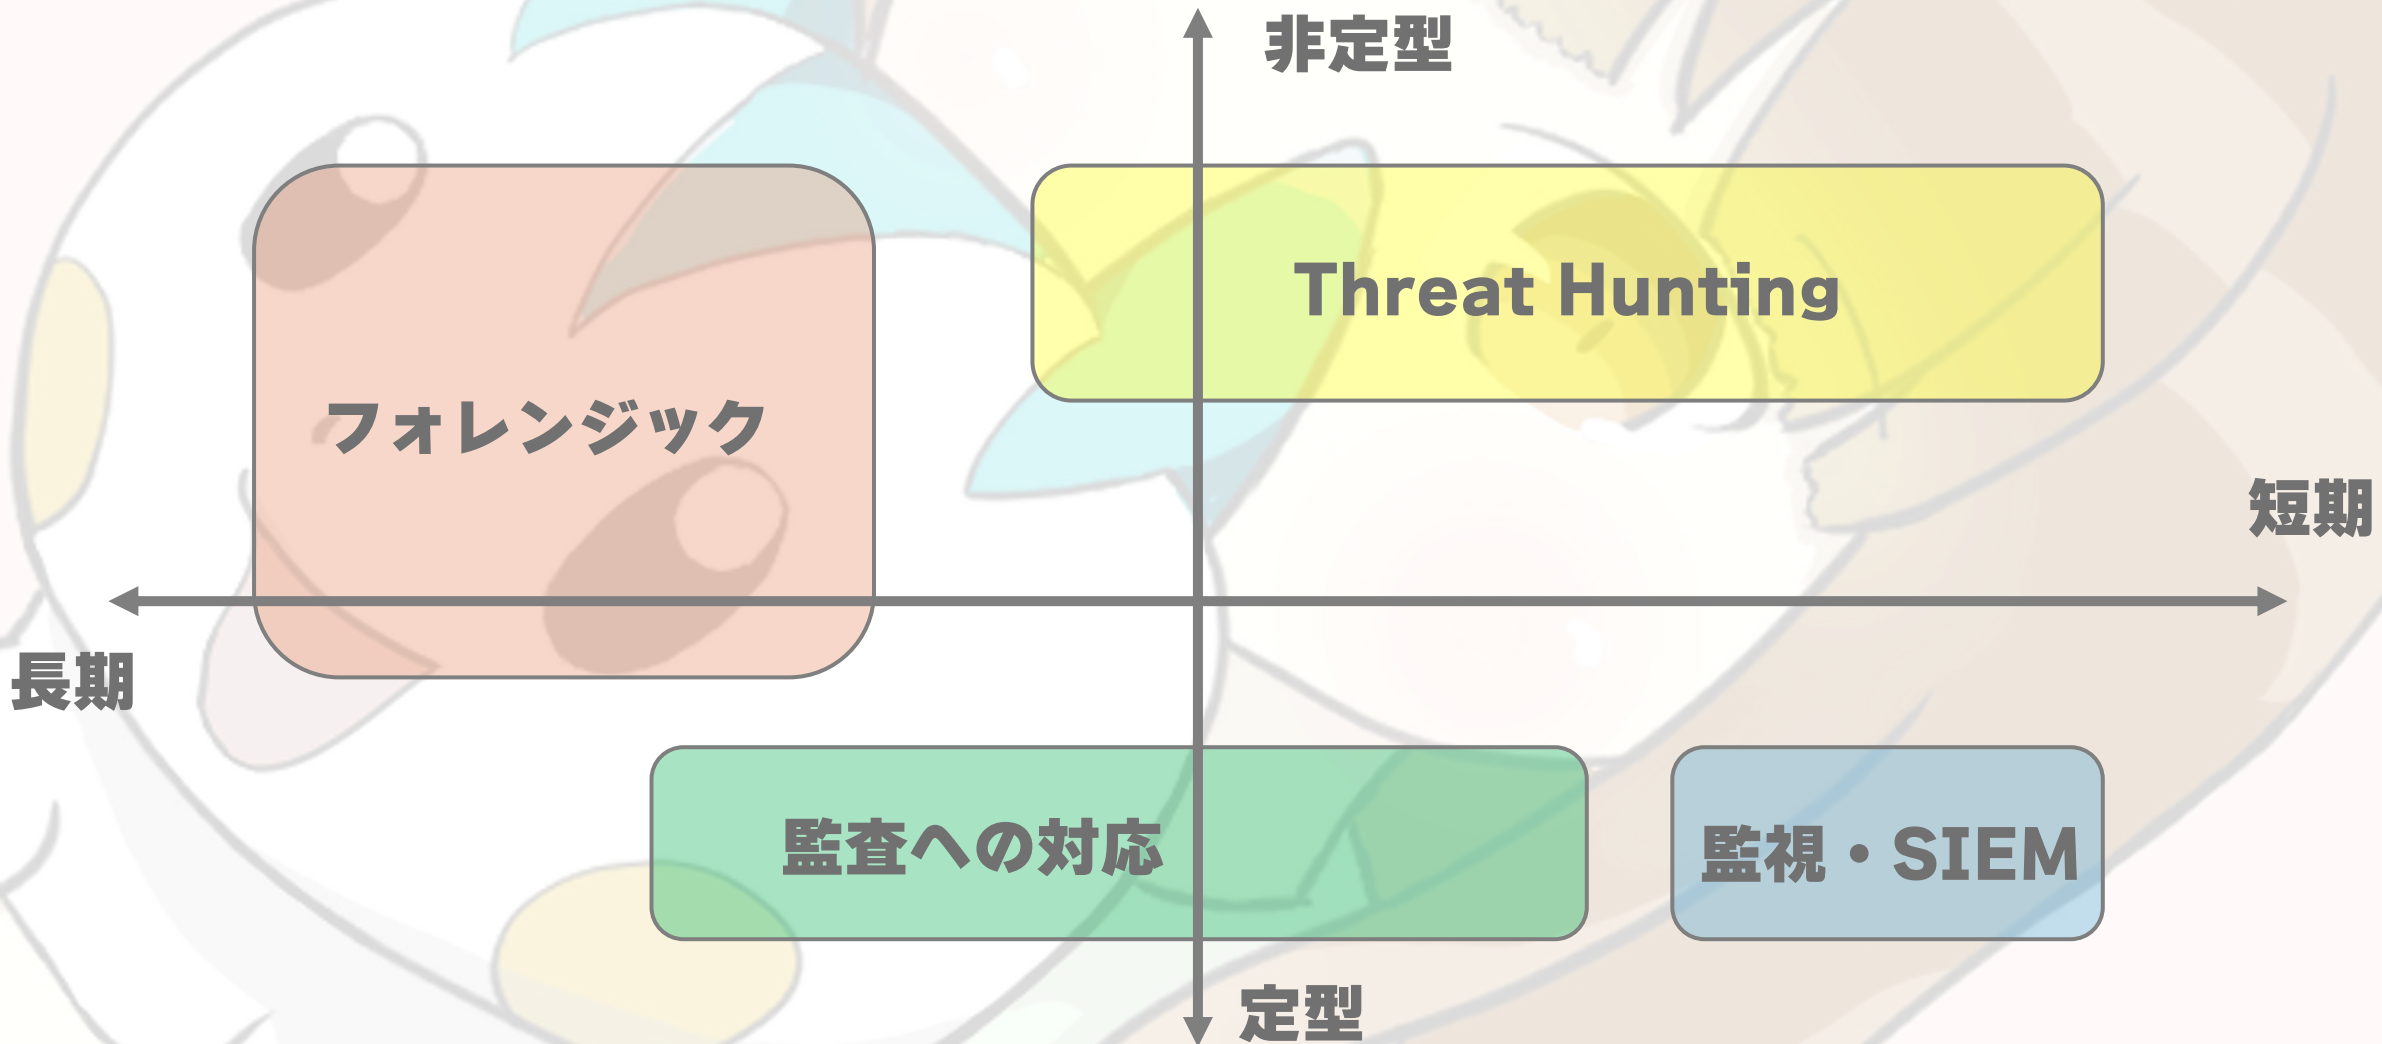 非定型
Threat Hunting
フォレンジック
短期
長期
監査への対応
監視・SIEM
定型